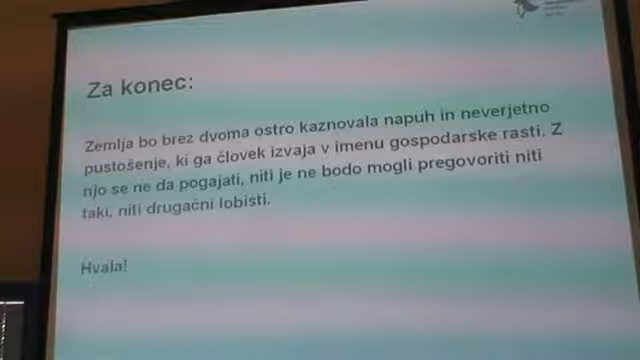 Za konec:
Zemlja bo brez dvoma ostro kaznovala napuh in neverjetno
pustošenje, ki ga človek izvaja v imenu gospodarske rasti. Z
njo se ne da pogajati, niti je ne bodo mogli pregovoriti niti
taki, niti drugačni lobisti.
Hvala!